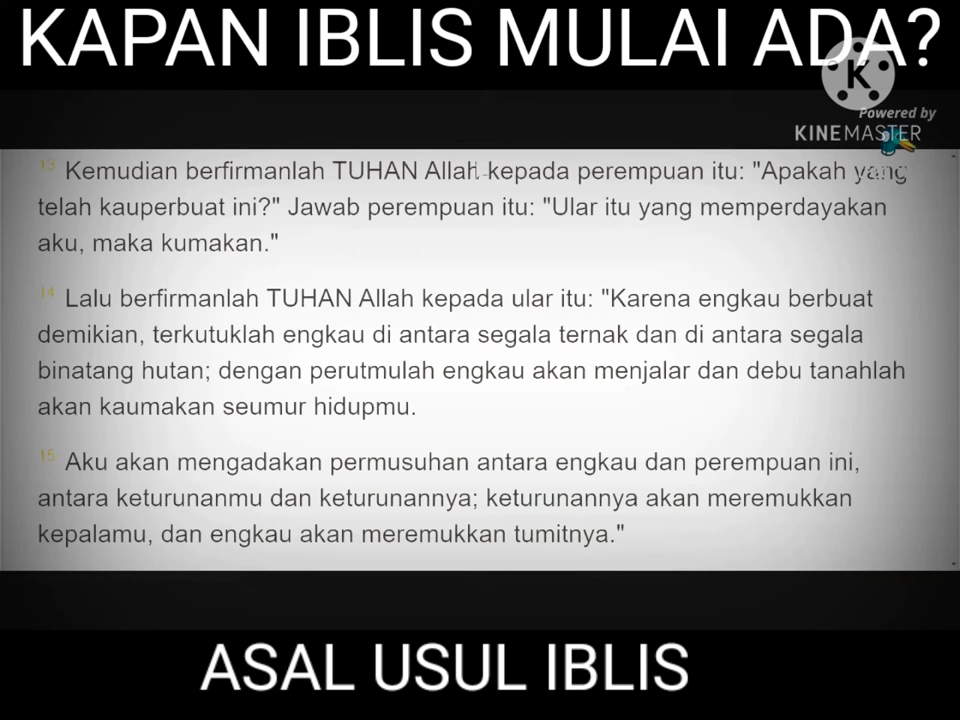 KAPAN IBLIS MULAI ADA?
K
Powered by
KINEMASTER
13 Kemudian berfirmanlah TUHAN Allah kepada perempuan itu: "Apakah yang
telah kauperbuat ini?" Jawab perempuan itu: "Ular itu yang memperdayakan
aku, maka kumakan."
14 Lalu berfirmanlah TUHAN Allah kepada ular itu: "Karena engkau berbuat
demikian, terkutuklah engkau di antara segala ternak dan di antara segala
binatang hutan; dengan perutmulah engkau akan menjalar dan debu tanahlah
akan kaumakan seumur hidupmu.
15 Aku akan mengadakan permusuhan antara engkau dan perempuan ini,
antara keturunanmu dan keturunannya; keturunannya akan meremukkan
kepalamu, dan engkau akan meremukkan tumitnya."
ASAL USUL IBLIS